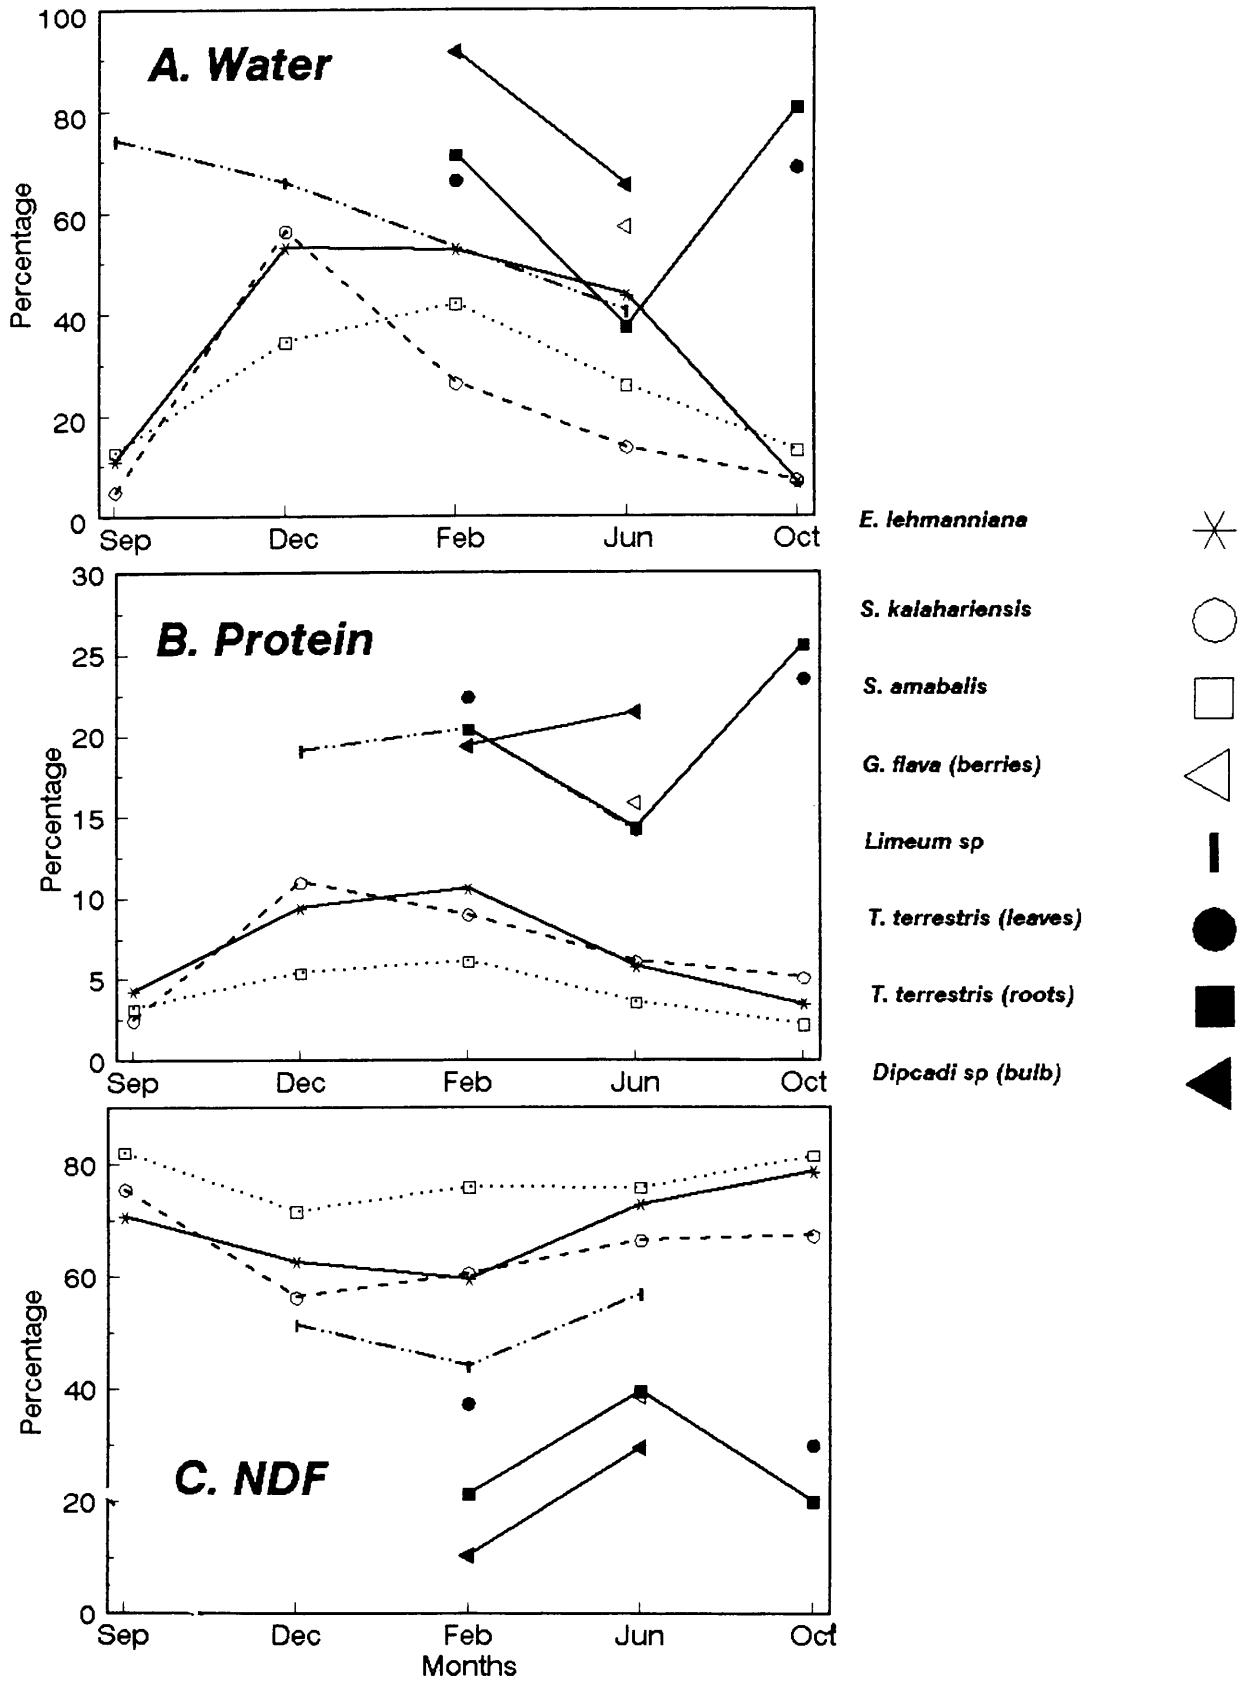 A. Water
100
80
60
40
20
0
Percentage
Sep Dec Feb Jun Oct
B. Protein
30
25
20
15
10
5
0
Percentage
Sep Dec Feb Jun Oct
C. NDF
80
60
40
20
0
Percentage
Sep Dec Feb Jun Oct
Months
E. lehmanniana
S. kalahariensis
S. amabalis
G. flava (berries)
Limeum sp
T. terrestris (leaves)
T. terrestris (roots)
Dipcadi sp (bulb)